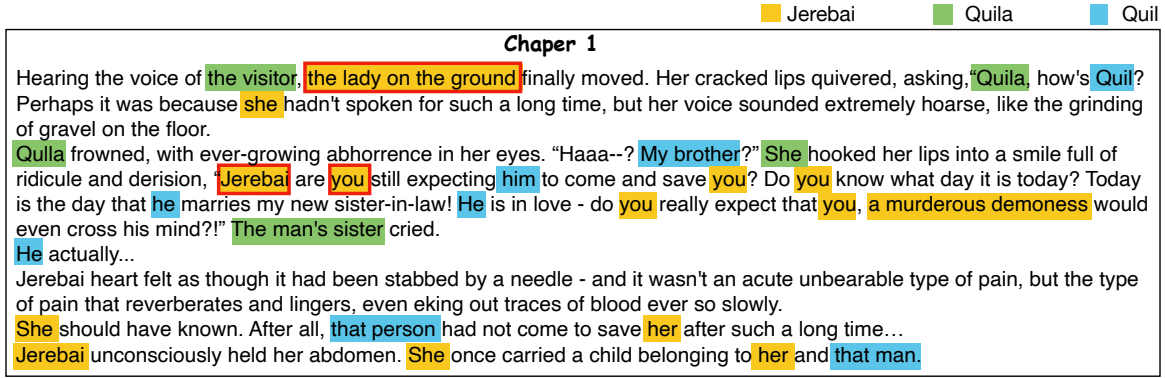 Jerebai Quila Quil
Chaper 1
Hearing the voice of the visitor, the lady on the ground finally moved. Her cracked lips quivered, asking,“Quila, how's Quil?
Perhaps it was because she hadn't spoken for such a long time, but her voice sounded extremely hoarse, like the grinding
of gravel on the floor.
Qulla frowned, with ever-growing abhorrence in her eyes. “Haaa--? My brother?” She hooked her lips into a smile full of
ridicule and derision, “Jerebai are you still expecting him to come and save you? Do you know what day it is today? Today
is the day that he marries my new sister-in-law! He is in love - do you really expect that you, a murderous demoness would
even cross his mind?!” The man's sister cried.
He actually...
Jerebai heart felt as though it had been stabbed by a needle - and it wasn't an acute unbearable type of pain, but the type
of pain that reverberates and lingers, even eking out traces of blood ever so slowly.
She should have known. After all, that person had not come to save her after such a long time…
Jerebai unconsciously held her abdomen. She once carried a child belonging to her and that man.